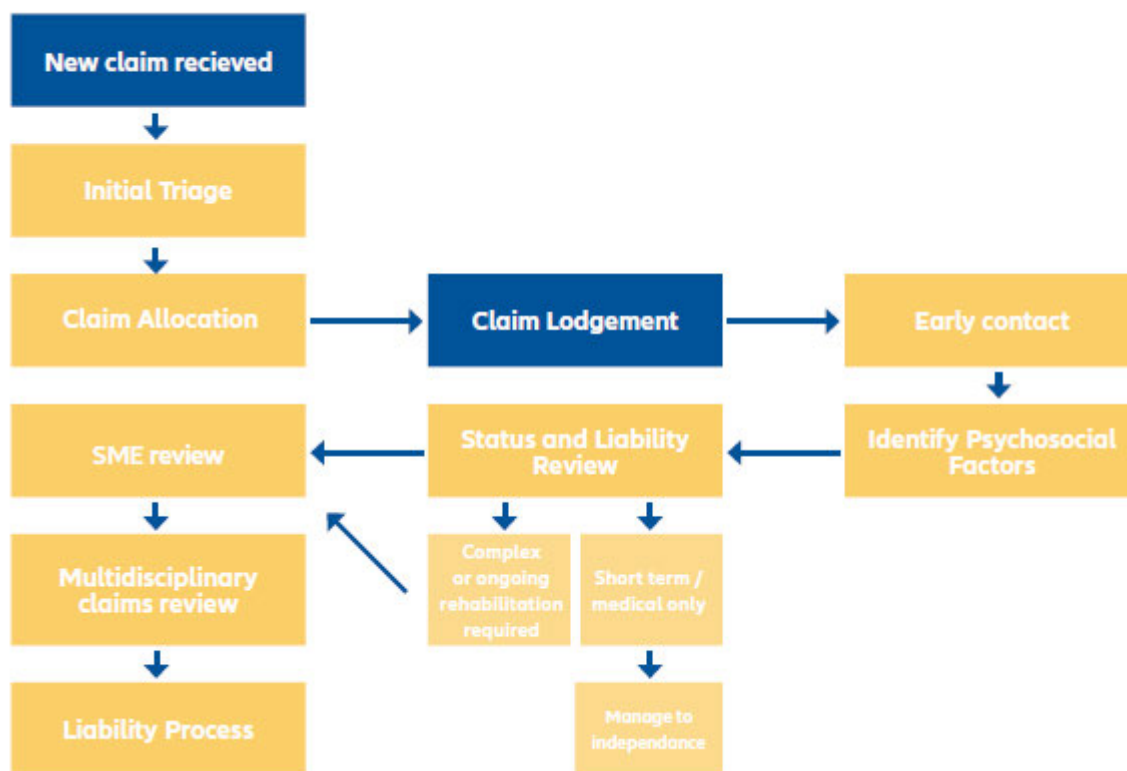 New claim recieved
Initial Triage
Claim Allocation
Claim Lodgement
Early contact
SME review
Status and Liability
Review
Identify Psychosocial
Factors
Multidisciplinary
claims review
Complex
or ongoing
rehabilitation
required
Short term /
medical only
Liability Process
Manage to
independance